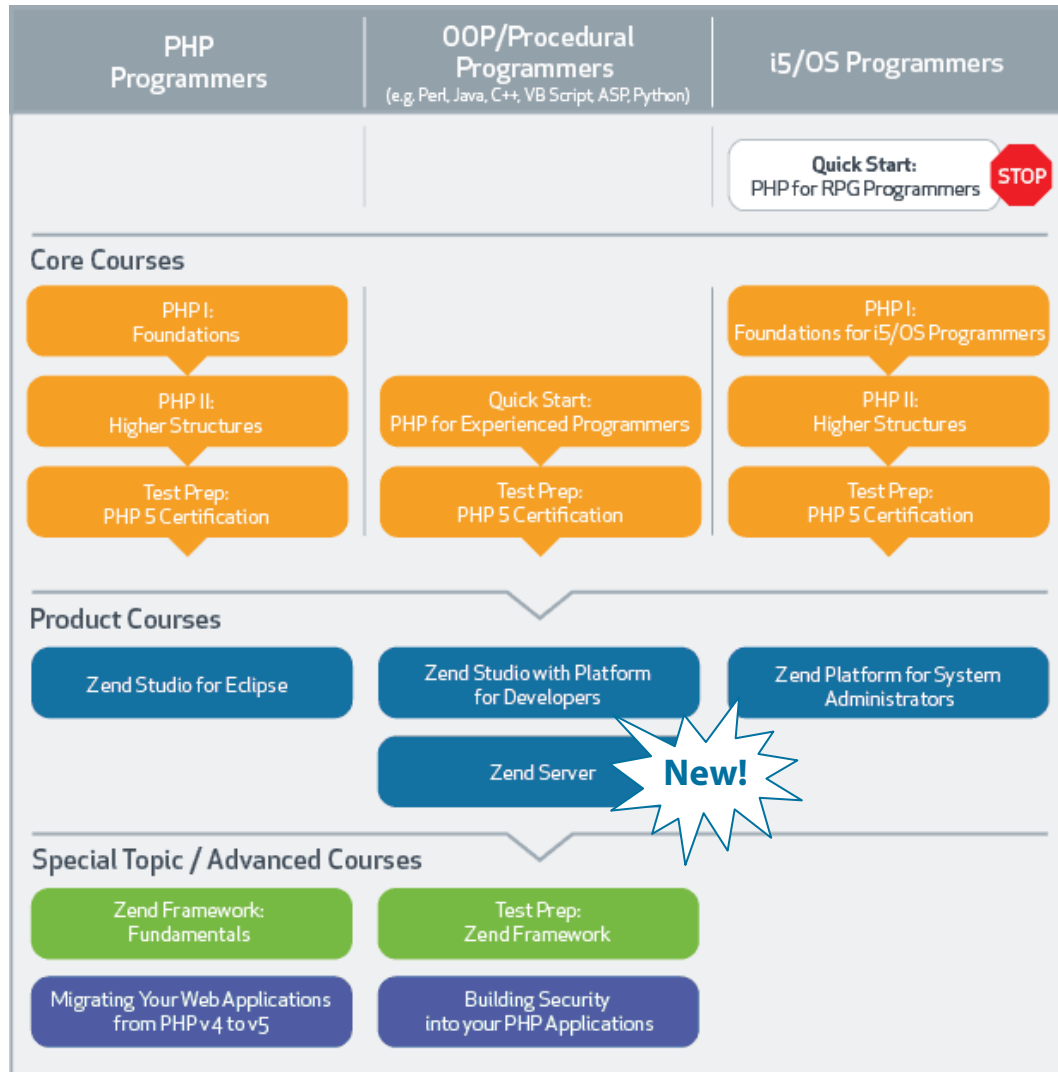 PHP
Programmers
OOP/Procedural
Programmers
(e.g. Perl, Java, C++, VB Script, ASP, Python)
i5/OS Programmers
Quick Start:
PHP for RPG Programmers
STOP
Core Courses
PHP I:
Foundations
PHP I:
Foundations for i5/OS Programmers
PHP II:
Higher Structures
Quick Start:
PHP for Experienced Programmers
PHP II:
Higher Structures
Test Prep:
PHP 5 Certification
Test Prep:
PHP 5 Certification
Test Prep:
PHP 5 Certification
Product Courses
Zend Studio for Eclipse
Zend Studio with Platform
for Developers
Zend Platform for System
Administrators
Zend Server
New!
Special Topic / Advanced Courses
Zend Framework:
Fundamentals
Test Prep:
Zend Framework
Migrating Your Web Applications
from PHP v4 to v5
Building Security
into your PHP Applications